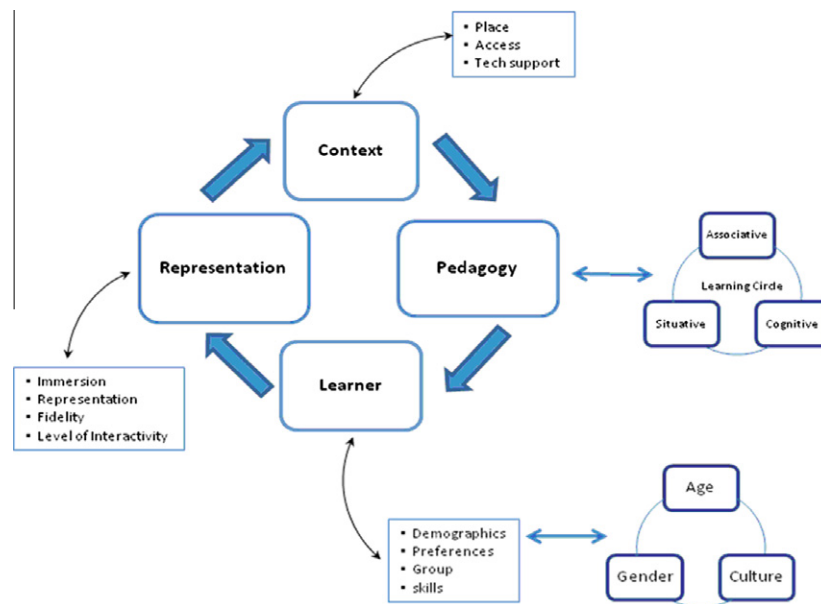 Place
Access
Tech support
Context
Representation
Pedagogy
Associative
Learning Circle
Situative
Cognitive
Learner
Immersion
Representation
Fidelity
Level of Interactivity
Demographics
Preferences
Group
skills
Age
Gender
Culture